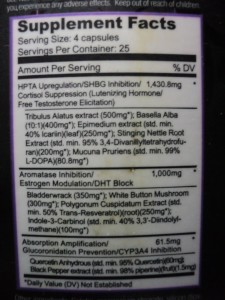 you experience any adverse effects. Keep out of reach of children.
Supplement Facts
Serving Size: 4 capsules
Servings Per Container: 25
Amount Per Serving % DV
HPTA Upregulation/SHBG Inhibition/ 1,430.8mg *
Cortisol Suppression (Luteinizing Hormone/
Free Testosterone Elicitation)
Tribulus Alatus extract (500mg*); Basella Alba
(10:1)(400mg*); Epimedium extract (std. min.
40% Icariin)(leaf)(250mg*); Stinging Nettle Root
Extract (std. min. 95% 3,4-Divanillyltetrahydrofu-
ran)(200mg*); Mucuna Pruriens (std. min. 99%
L-DOPA)(80.8mg*)
Aromatase Inhibition/ 1,000mg *
Estrogen Modulation/DHT Block
Bladderwrack (350mg*); White Button Mushroom
(300mg*); Polygonum Cuspidatum Extract (std.
min. 50% Trans-Resveratrol)(root)(250mg*);
Indole-3-Carbinol (std. min. 40% 3,3'-Diindolyl-
methane)(100mg*)
Absorption Amplification/ 61.5mg *
Glucoronidation Prevention/CYP3A4 Inhibition
Quercetin Anhydrous (std. min. 95% Quercetin)(60mg);
Black Pepper extract (std. min. 98% piperine)(fruit)(1.5mg)
*Daily Value (DV) Not Established